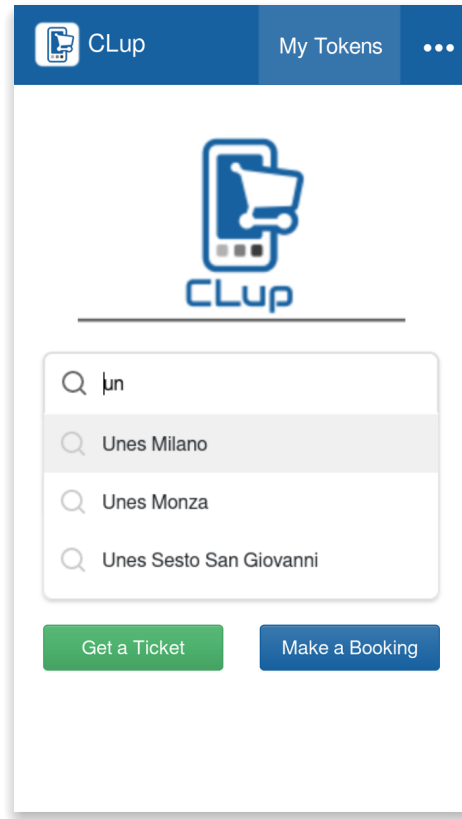 CLup
My Tokens
CLup
un
Unes Milano
Unes Monza
Unes Sesto San Giovanni
Get a Ticket
Make a Booking